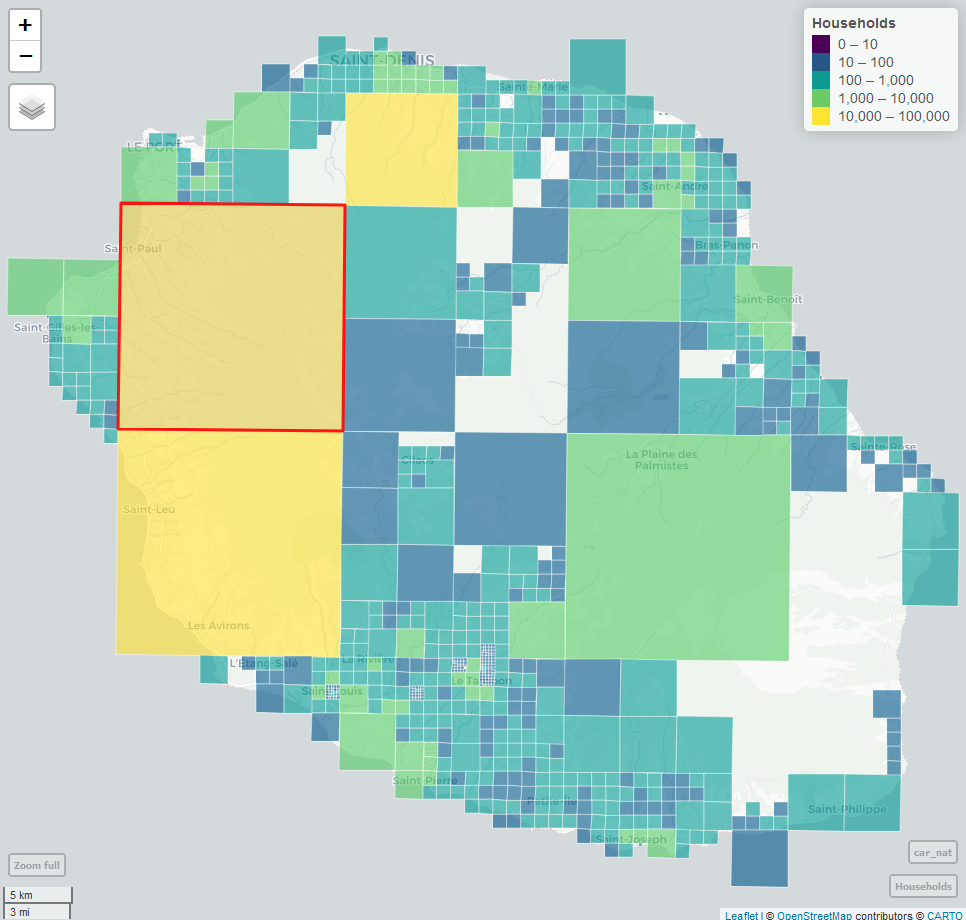 +
−
Households
0 – 10
10 – 100
100 – 1,000
1,000 – 10,000
10,000 – 100,000
SAINT-DENIS
Sainte-Marie
LE PORT
Saint-André
Saint-Paul
Bras-Panon
Saint-Benoît
Saint-Gilles-les-
Bains
Sainte-Rose
Cilaos
La Plaine des
Palmistes
Saint-Leu
Les Avirons
L'Étang-Salé
La Rivière
Le Tampon
Saint-Louis
Saint-Pierre
Petite-Île
Saint-Philippe
Saint-Joseph
car_nat
Zoom full
Households
5 km
3 mi
Leaflet | © OpenStreetMap contributors © CARTO